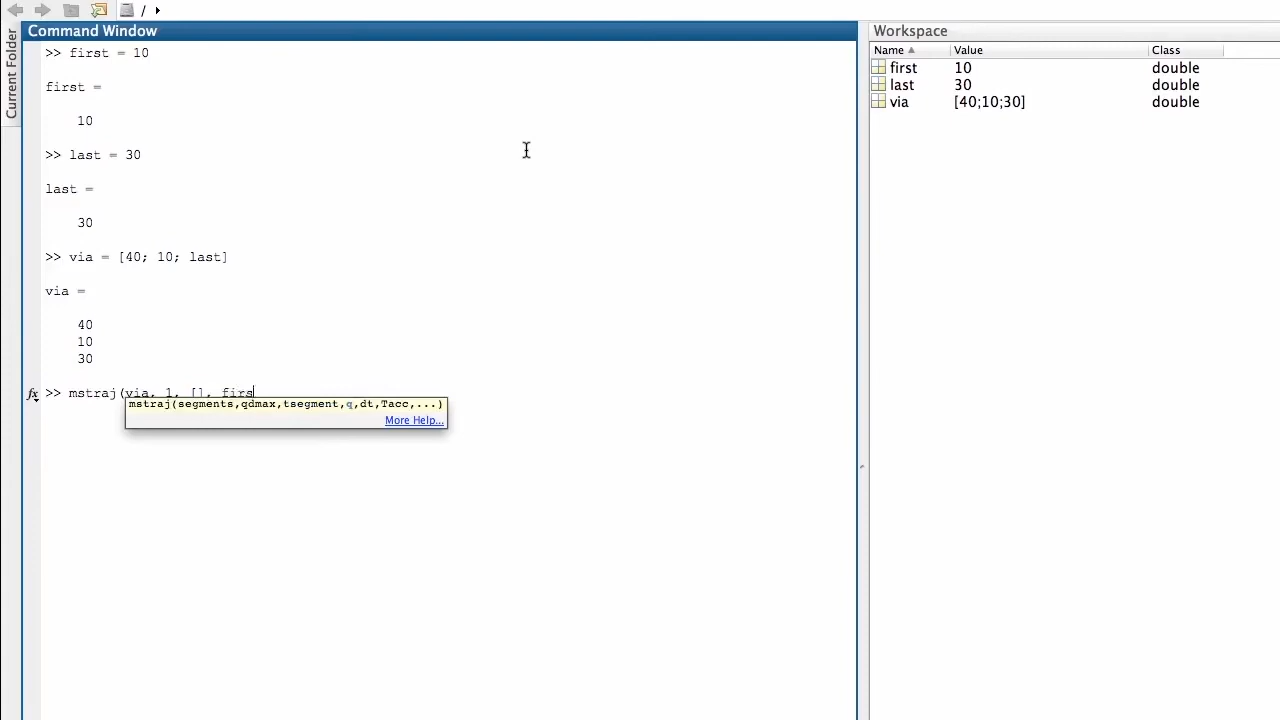 /
Current Folder
Command Window
>> first = 10
first =
10
>> last = 30
last =
30
>> via = [40; 10; last]
via =
40
10
30
fx >> mstraj(via, 1, [], firs
mstraj(segments,qdmax,tsegment,q,dt,Tacc,...)
More Help...
Workspace
Name Value Class
first 10 double
last 30 double
via [40;10;30] double